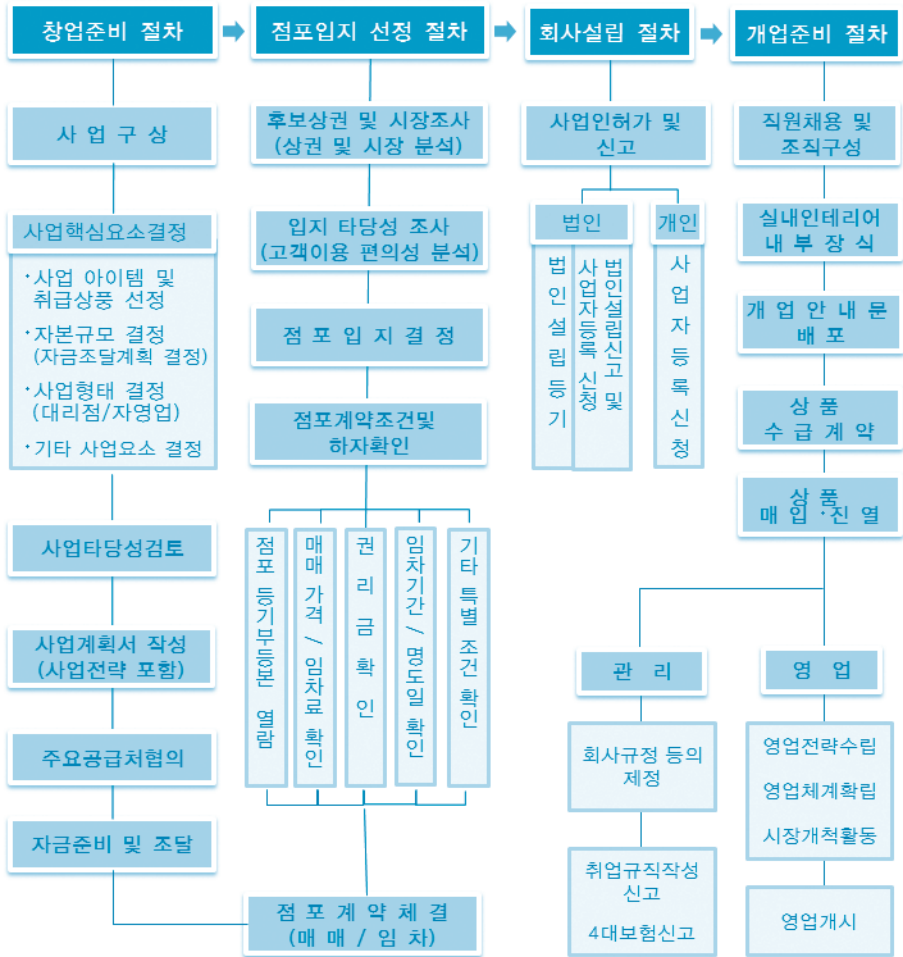 창업준비 절차
점포입지 선정 절차
회사설립 절차
개업준비 절차
사 업 구 상
사업핵심요소결정
·사업 아이템 및
취급상품 선정
·자본규모 결정
(자금조달계획 결정)
·사업형태 결정
(대리점/자영업)
·기타 사업요소 결정
사업타당성검토
사업계획서 작성
(사업전략 포함)
주요공급처협의
자금준비 및 조달
후보상권 및 시장조사
(상권 및 시장 분석)
입지 타당성 조사
(고객이용 편의성 분석)
점 포 입 지 결 정
점포계약조건및
하자확인
점포 등기부등본 열람
매매 가격 / 임차료 확인
권리금확인
임차기간 / 명도일 확인
기타 특별 조건 확인
점 포 계 약 체 결
(매 매 / 임 차)
사업인허가 및
신고
법인
법인설립등기
법인설립신고 및
사업자등록 신청
개인
사업자등록신청
직원채용 및
조직구성
실내인테리어
내 부 장 식
개 업 안 내 문
배 포
상 품
수 급 계 약
상 품
매 입 · 진 열
관 리
회사규정 등의
제정
취업규직작성
신고
4대보험신고
영 업
영업전략수립
영업체계확립
시장개척활동
영업개시